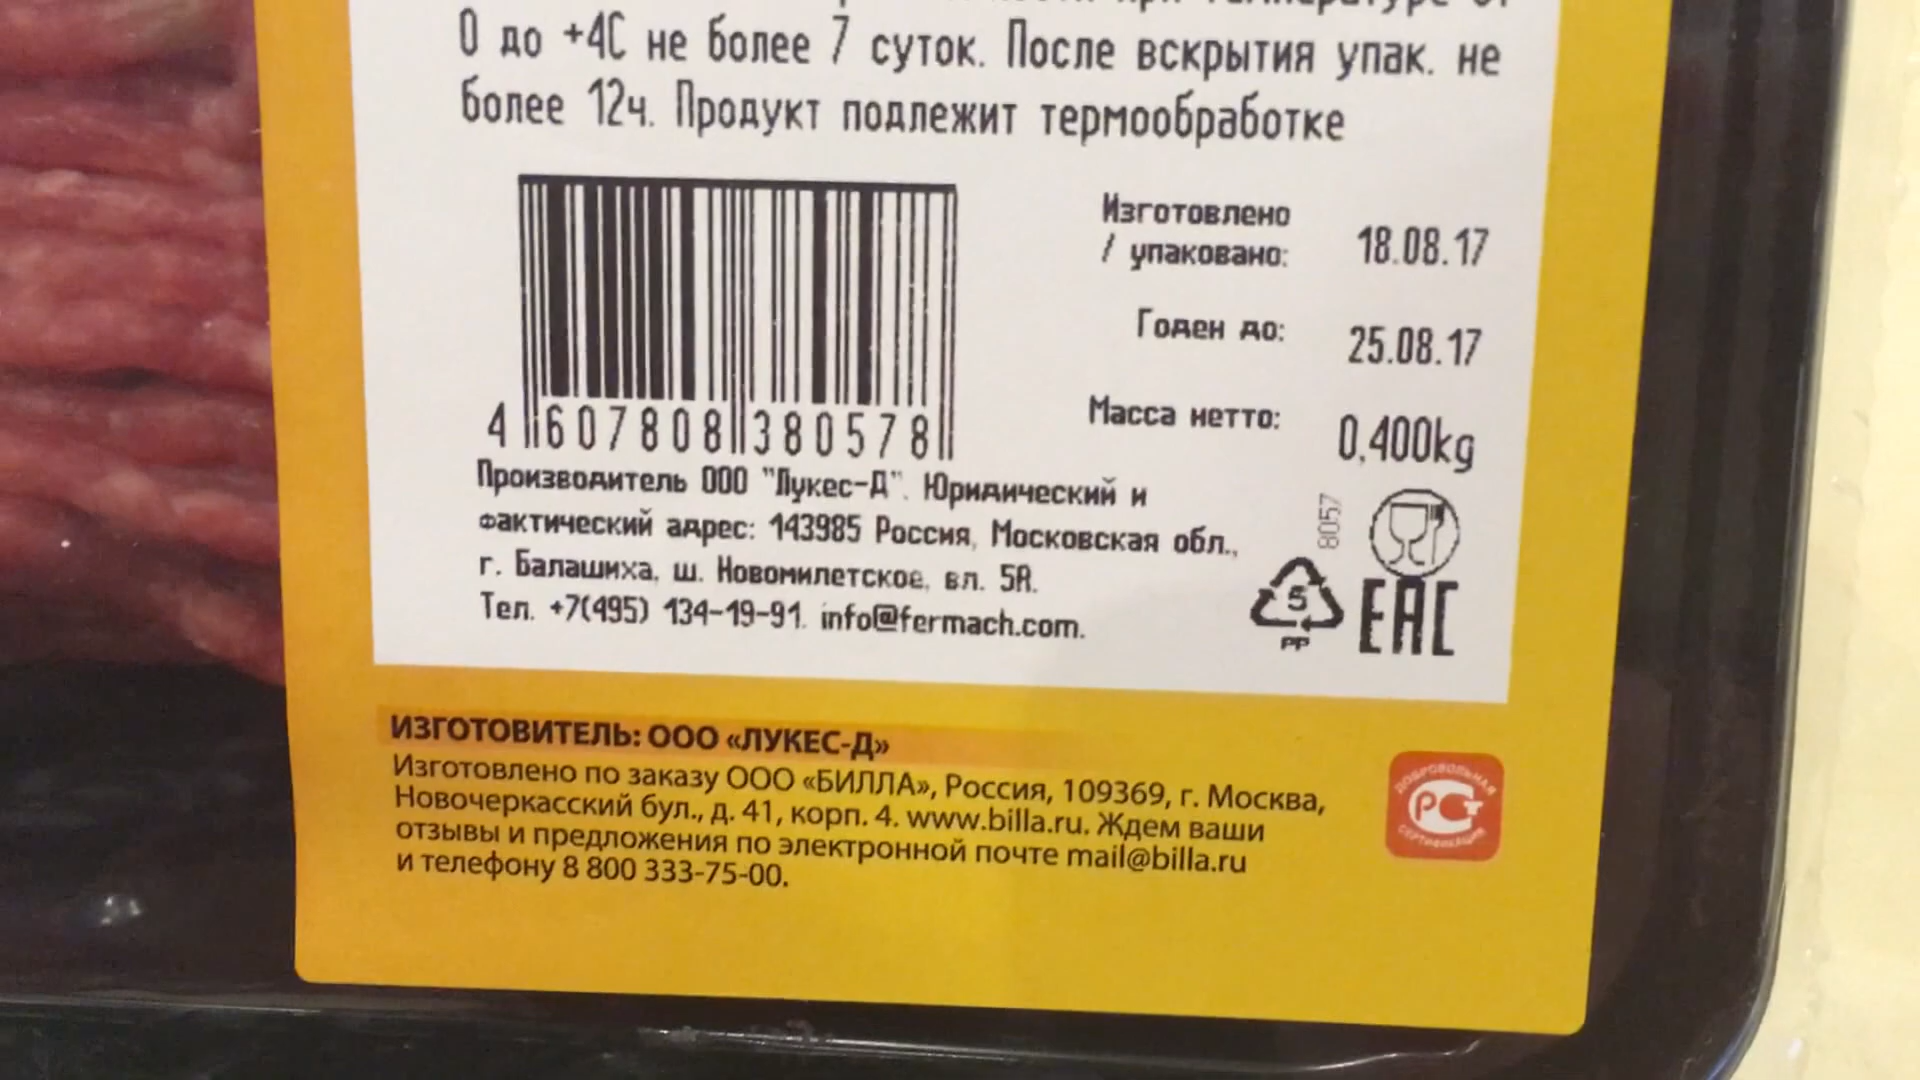 0 до +4С не более 7 суток. После вскрытия упак. не
более 12ч. Продукт подлежит термообработке
Изготовлено
/ упаковано: 18.08.17
Годен до: 25.08.17
Масса нетто: 0,400kg
4 607808 380578
Производитель ООО "Лукес-Д". Юридический и
фактический адрес: 143985 Россия, Московская обл.,
г. Балашиха, ш. Новомилетское, вл. 5А.
Тел. +7(495) 134-19-91. info@fermach.com.
8057
5
PP
EAC
ИЗГОТОВИТЕЛЬ: ООО «ЛУКЕС-Д»
Изготовлено по заказу ООО «БИЛЛА», Россия, 109369, г. Москва,
Новочеркасский бул., д. 41, корп. 4. www.billa.ru. Ждем ваши
отзывы и предложения по электронной почте mail@billa.ru
и телефону 8 800 333-75-00.
ДОБРОВОЛЬНАЯ
РСТ
СЕРТИФИКАЦИЯ